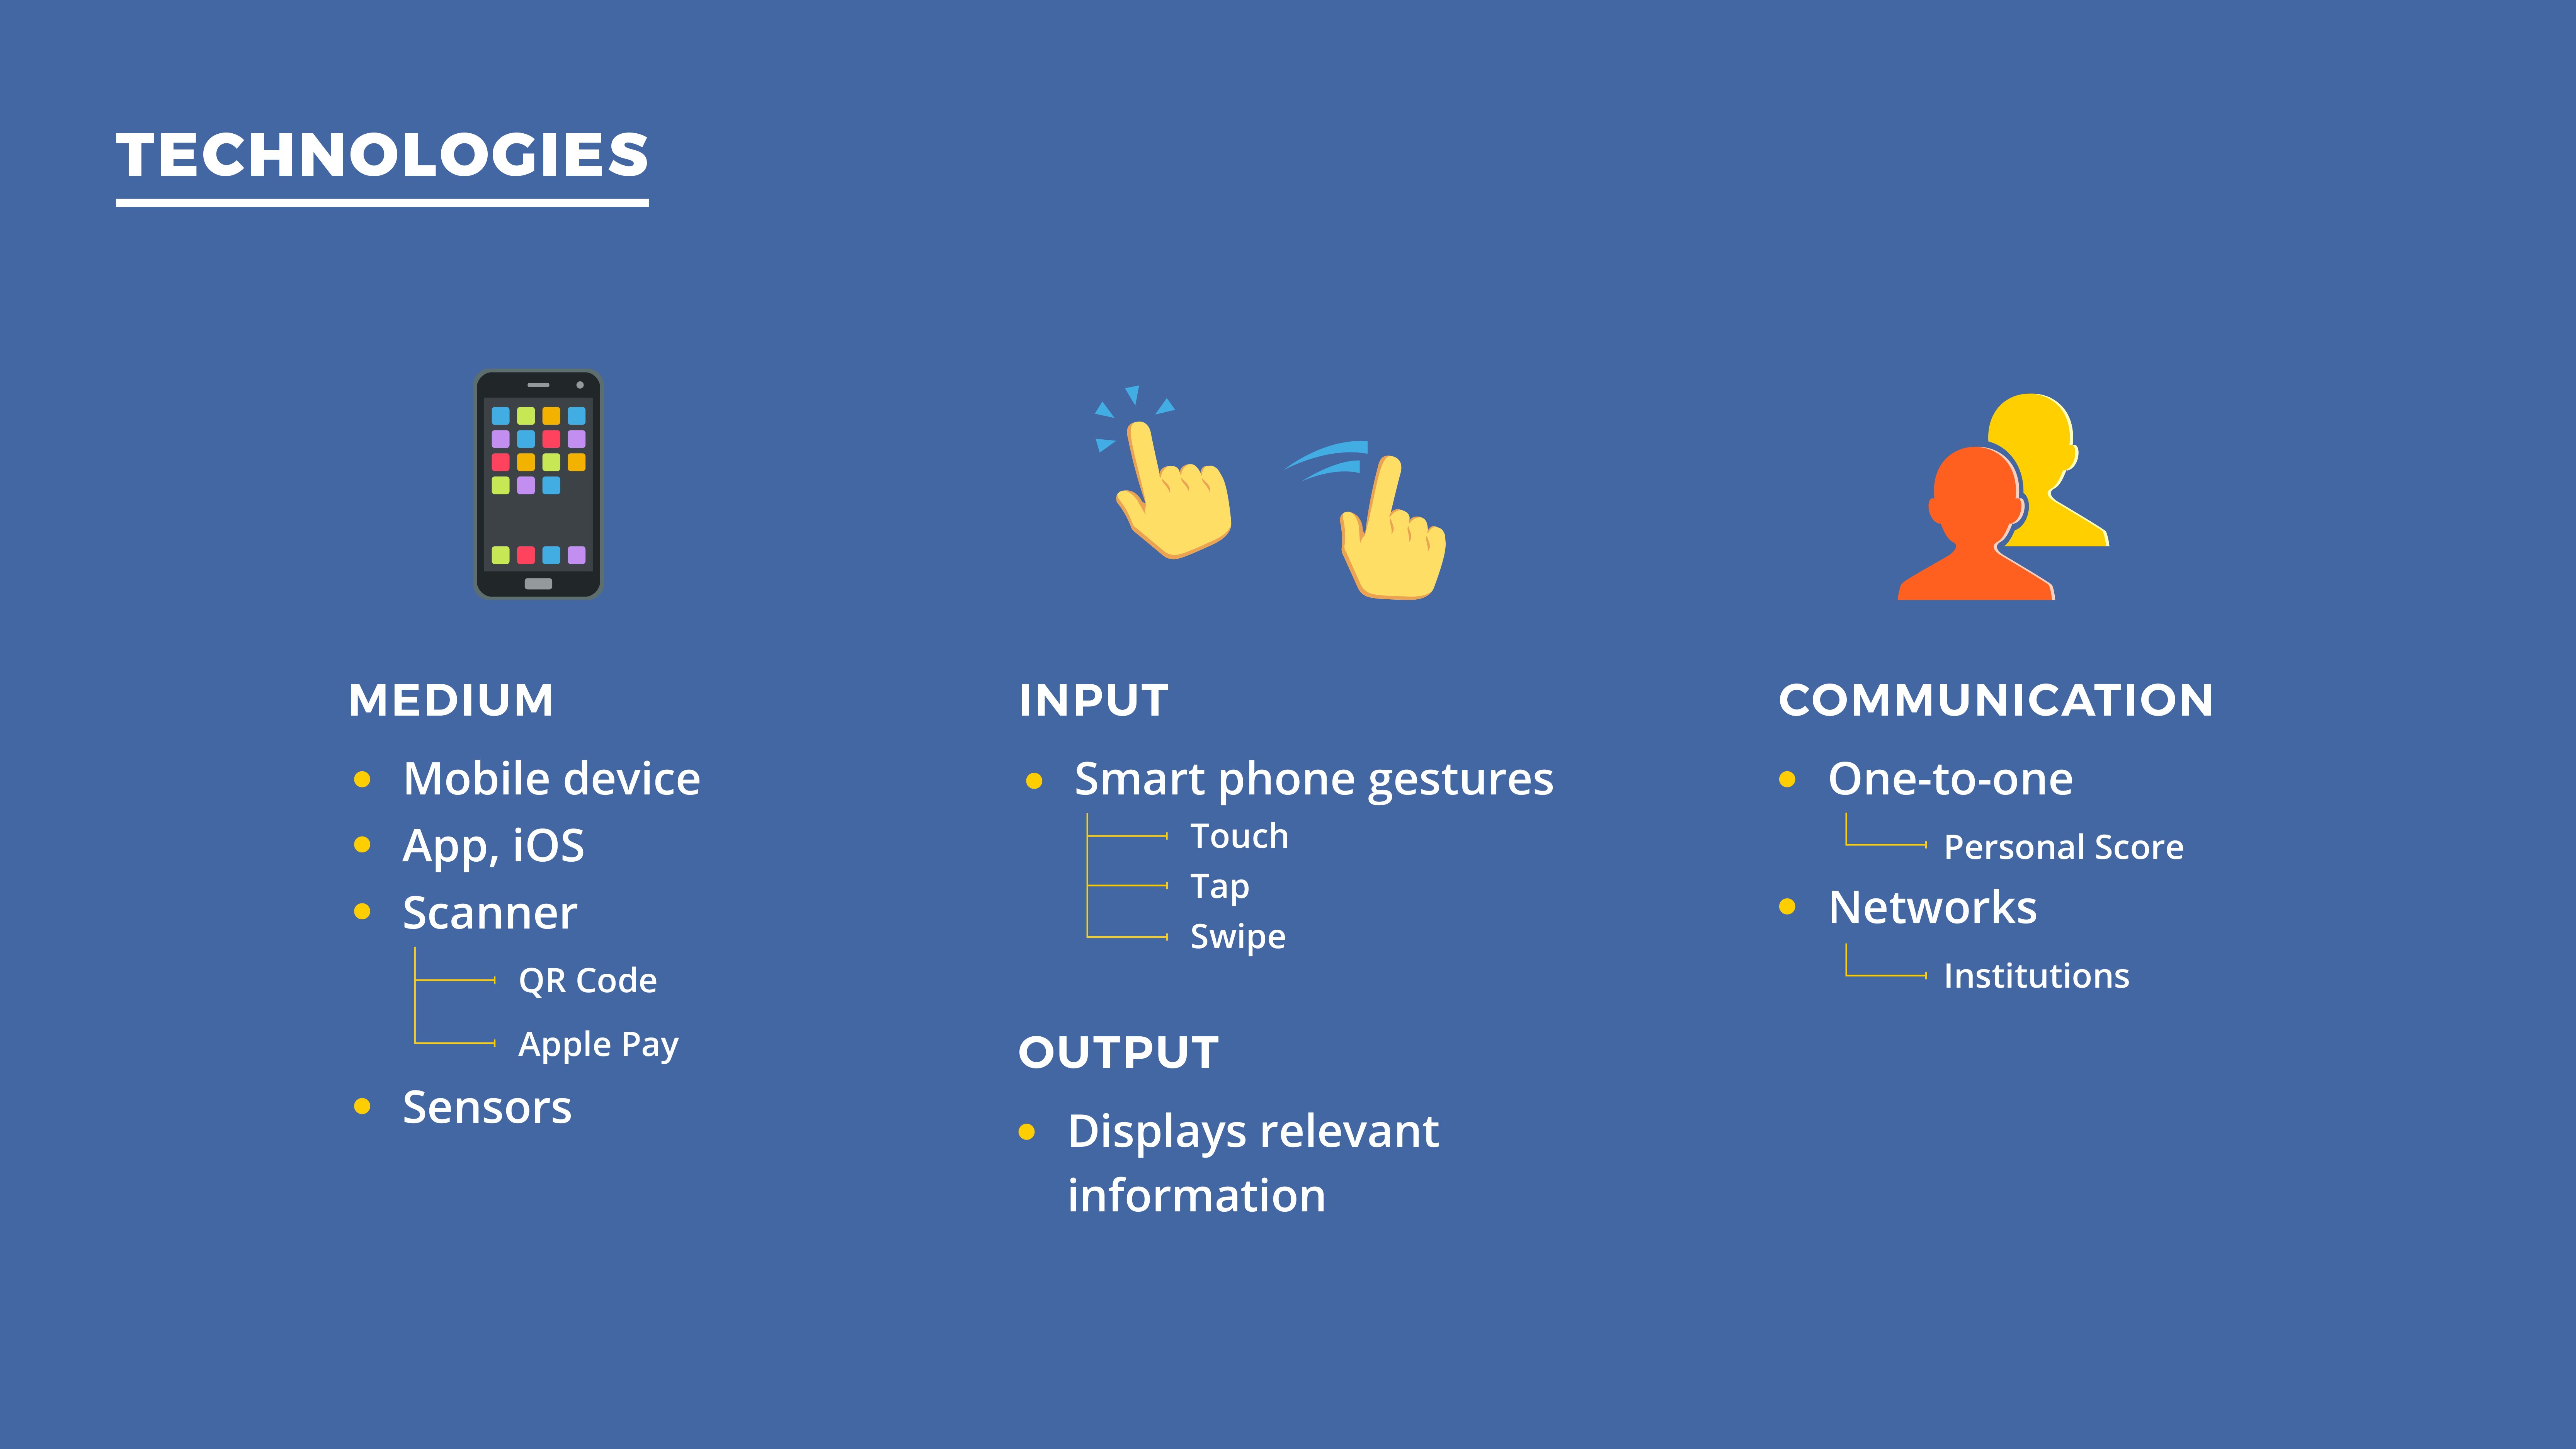 TECHNOLOGIES
MEDIUM
Mobile device
App, iOS
Scanner
QR Code
Apple Pay
Sensors
INPUT
Smart phone gestures
Touch
Tap
Swipe
OUTPUT
Displays relevant
information
COMMUNICATION
One-to-one
Personal Score
Networks
Institutions